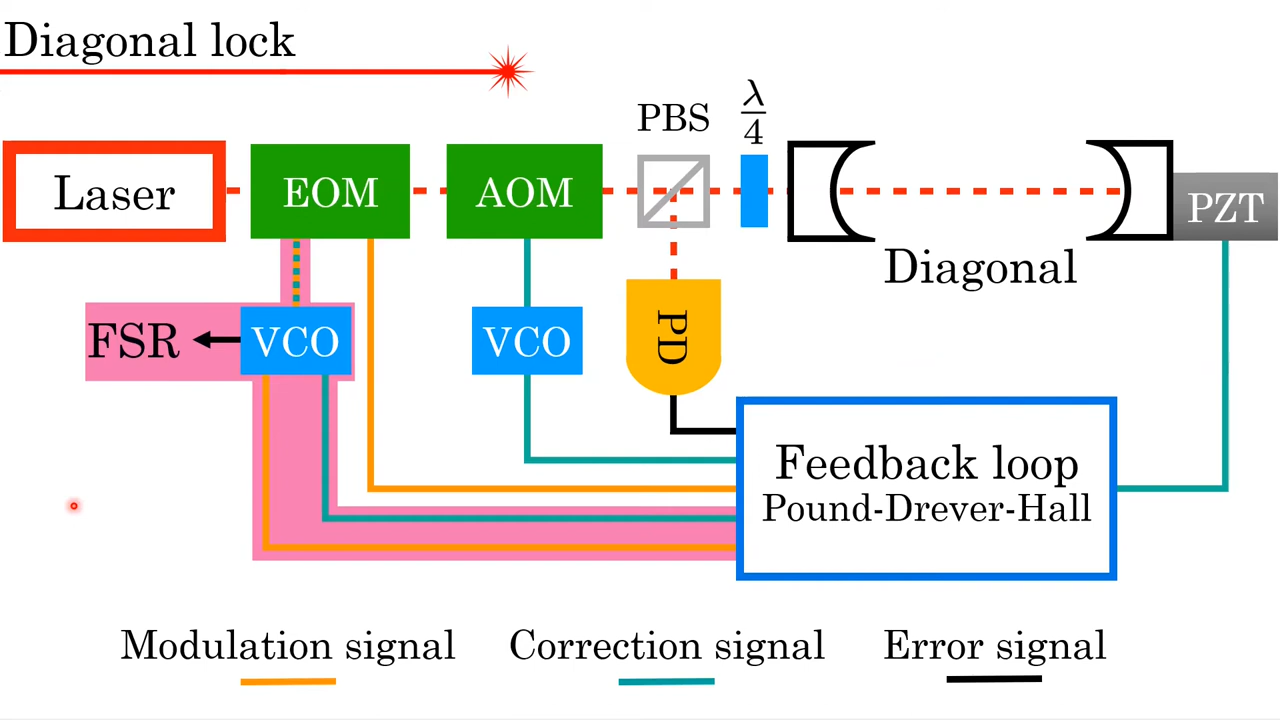 Diagonal lock
PBS
λ/4
Laser
EOM
AOM
PZT
Diagonal
FSR
VCO
VCO
PD
Feedback loop
Pound-Drever-Hall
Modulation signal
Correction signal
Error signal